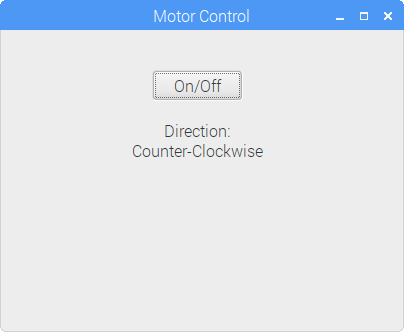 Motor Control
On/Off
Direction:
Counter-Clockwise